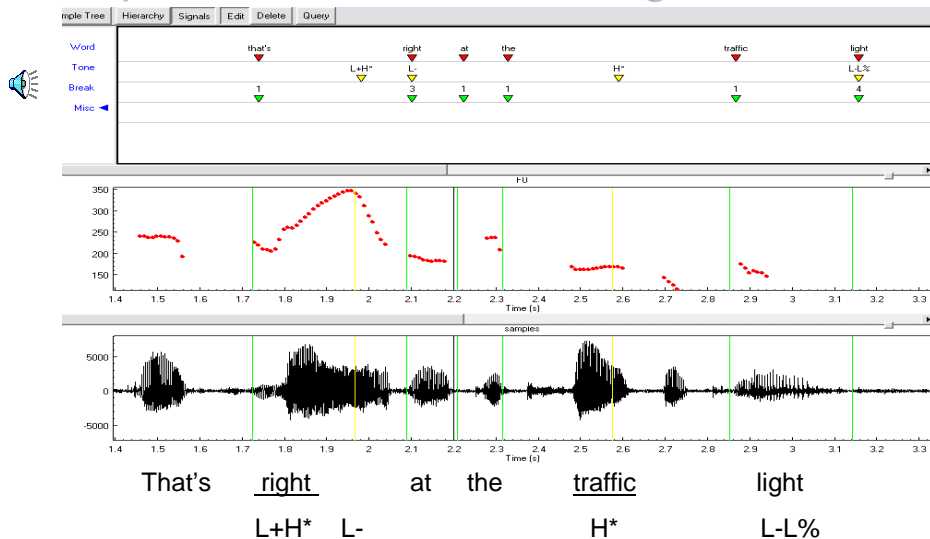 mple Tree Hierarchy Signals Edit Delete Query
Word that's right at the traffic light
Tone L+H* L- H* L-L%
Break 1 3 1 1 1 4
Misc
350
300
250
200
150
1.4 1.5 1.6 1.7 1.8 1.9 2 2.1 2.2 2.3 2.4 2.5 2.6 2.7 2.8 2.9 3 3.1 3.2 3.3
Time (s)
samples
5000
0
-5000
1.4 1.5 1.6 1.7 1.8 1.9 2 2.1 2.2 2.3 2.4 2.5 2.6 2.7 2.8 2.9 3 3.1 3.2 3.3
Time (s)
That's right at the traffic light
L+H* L- H* L-L%